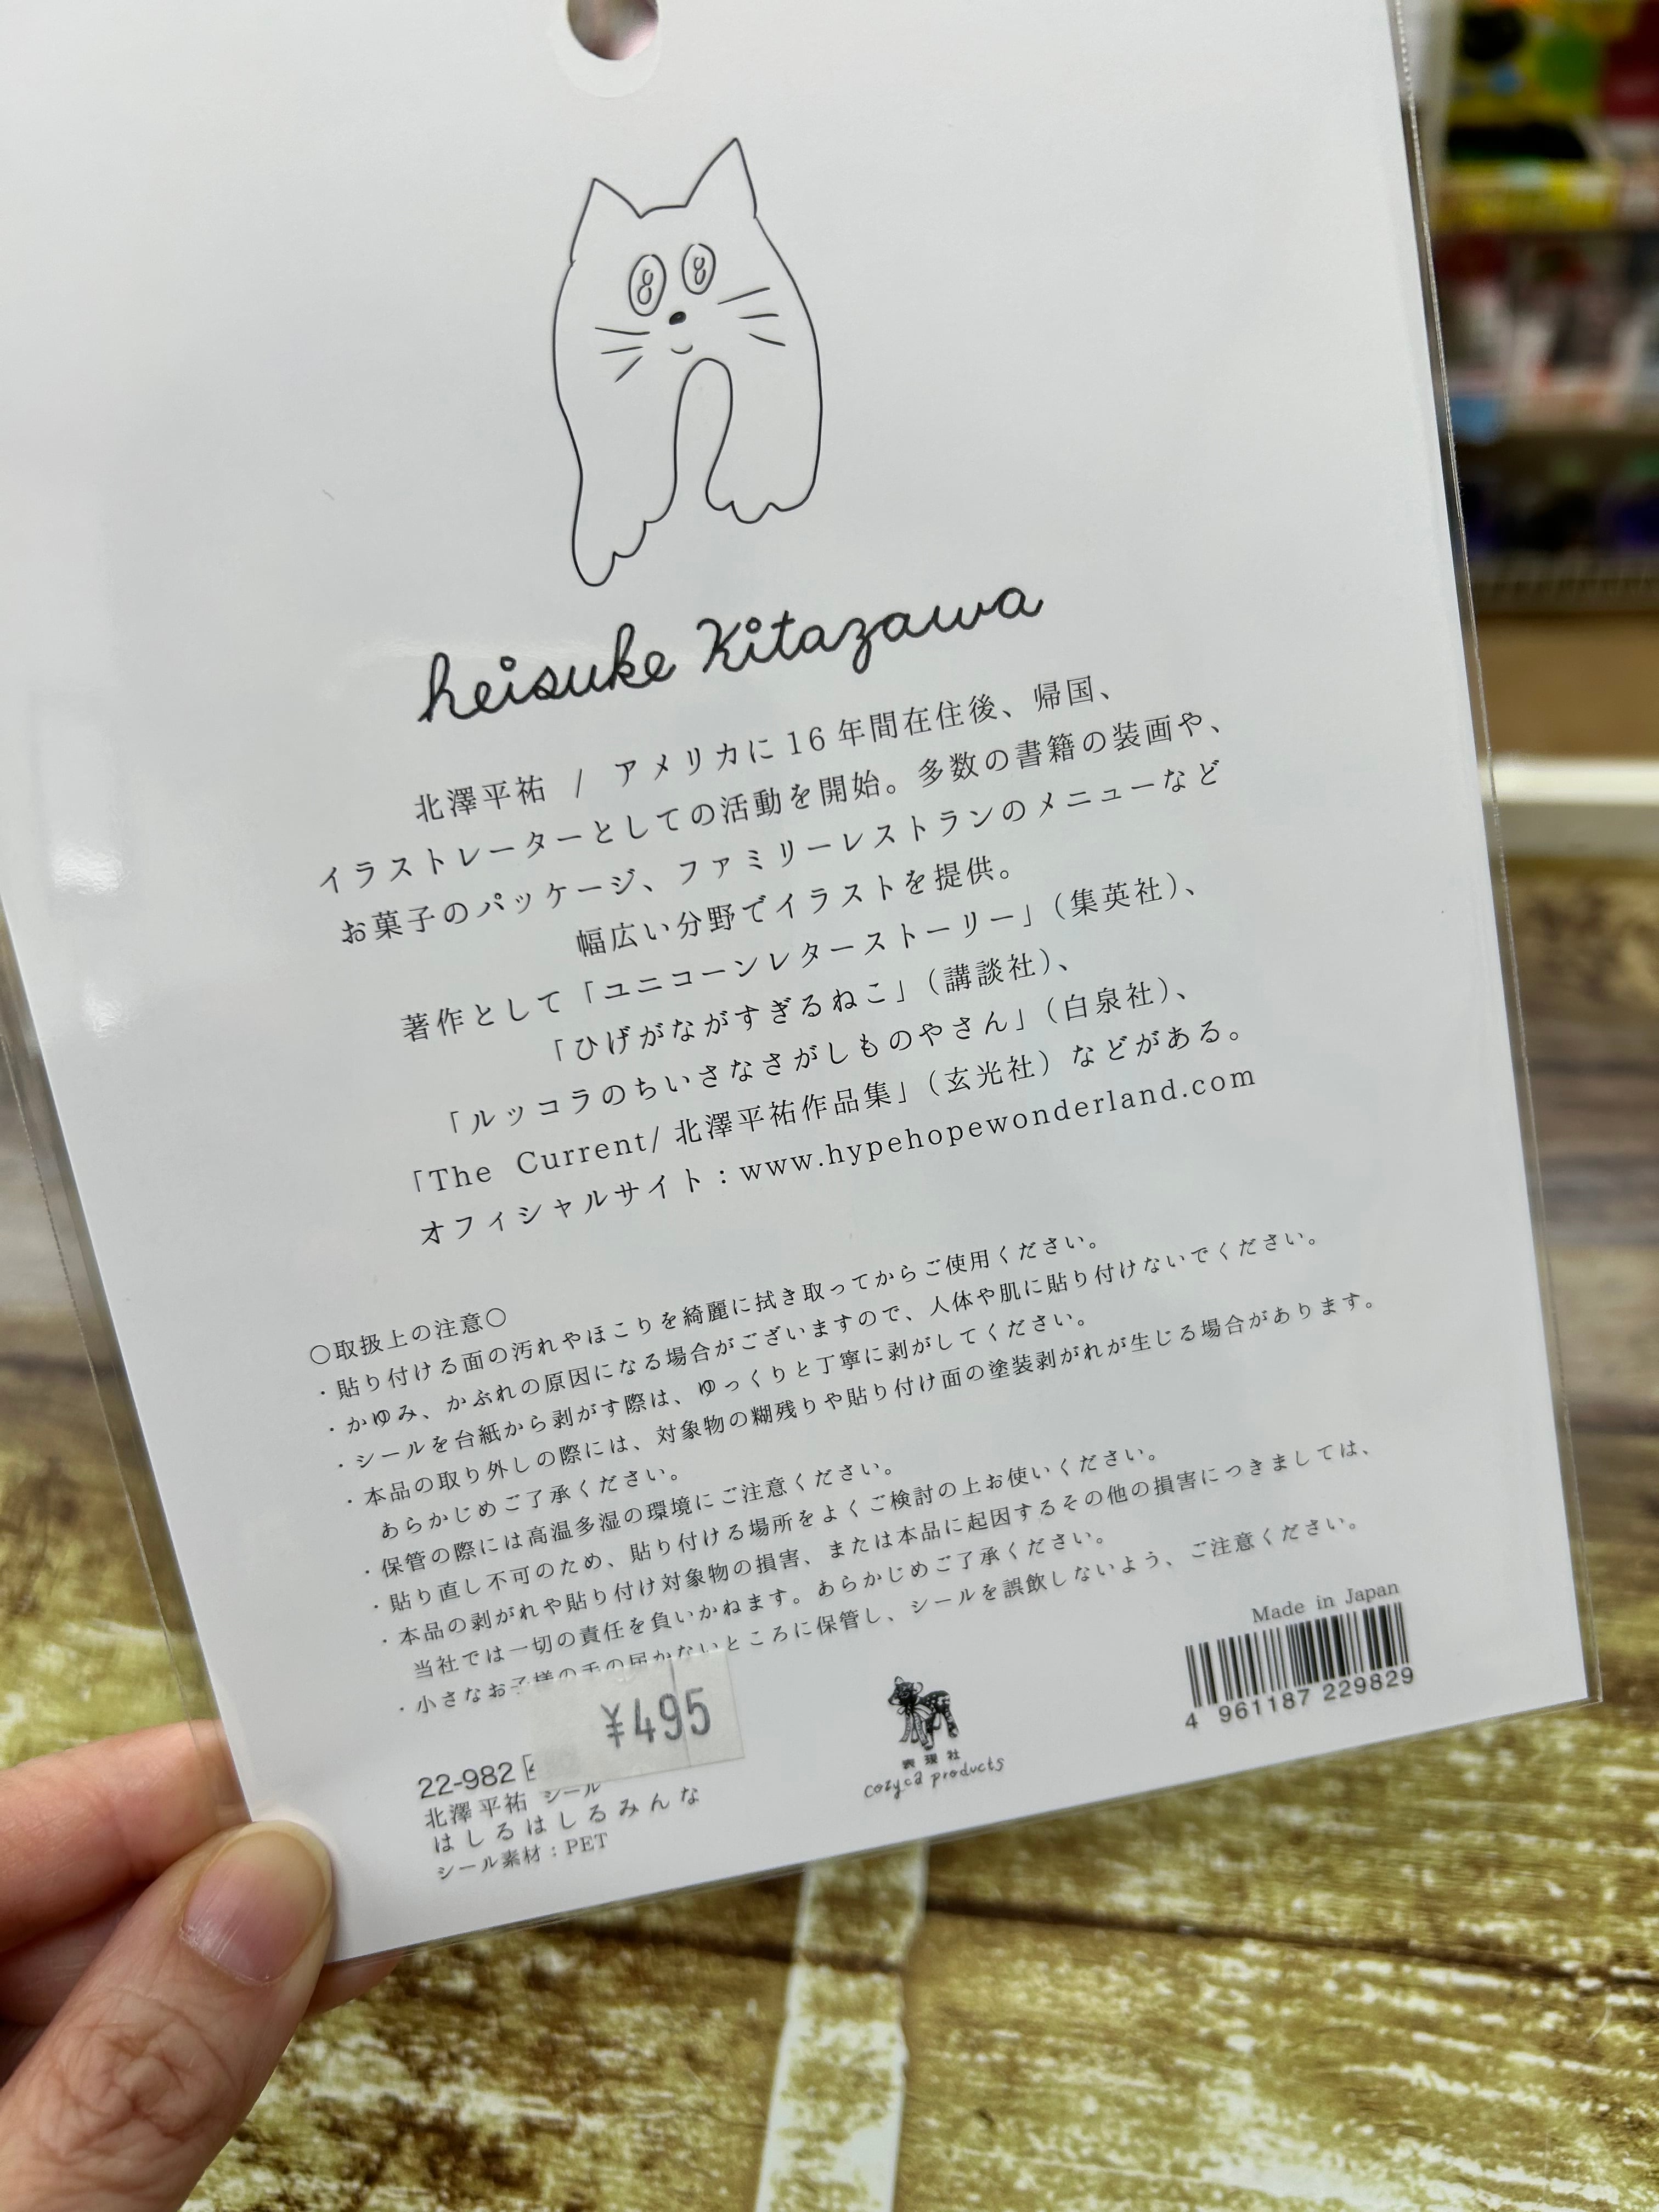 heisuke Kitazawa
北澤平祐 / アメリカに16年間在住後、帰国、
イラストレーターとしての活動を開始。多数の書籍の装画や、
お菓子のパッケージ、ファミリーレストランのメニューなど
幅広い分野でイラストを提供。
著作として「ユニコーンレターストーリー」（集英社）、
「ひげがながすぎるねこ」（講談社）、
「ルッコラのちいさなさがしものやさん」（白泉社）、
「The Current/北澤平祐作品集」（玄光社）などがある。
オフィシャルサイト：www.hypehopewonderland.com
〇取扱上の注意〇
・貼り付ける面の汚れやほこりを綺麗に拭き取ってからご使用ください。
・かゆみ、かぶれの原因になる場合がございますので、人体や肌に貼り付けないでください。
・シールを台紙から剥がす際は、ゆっくりと丁寧に剥がしてください。
・本品の取り外しの際には、対象物の糊残りや貼り付け面の塗装剥がれが生じる場合があります。
あらかじめご了承ください。
・保管の際には高温多湿の環境にご注意ください。
・貼り直し不可のため、貼り付ける場所をよくご検討の上お使いください。
・本品の剥がれや貼り付け対象物の損害、または本品に起因するその他の損害につきましては、
当社では一切の責任を負いかねます。あらかじめご了承ください。
・小さなお子様の手の届かないところに保管し、シールを誤飲しないよう、ご注意ください。
¥495
22-982
北澤平祐 シール
はしるはしるみんな
シール素材：PET
表現社
cozyca products
Made in Japan
4 961187 229829